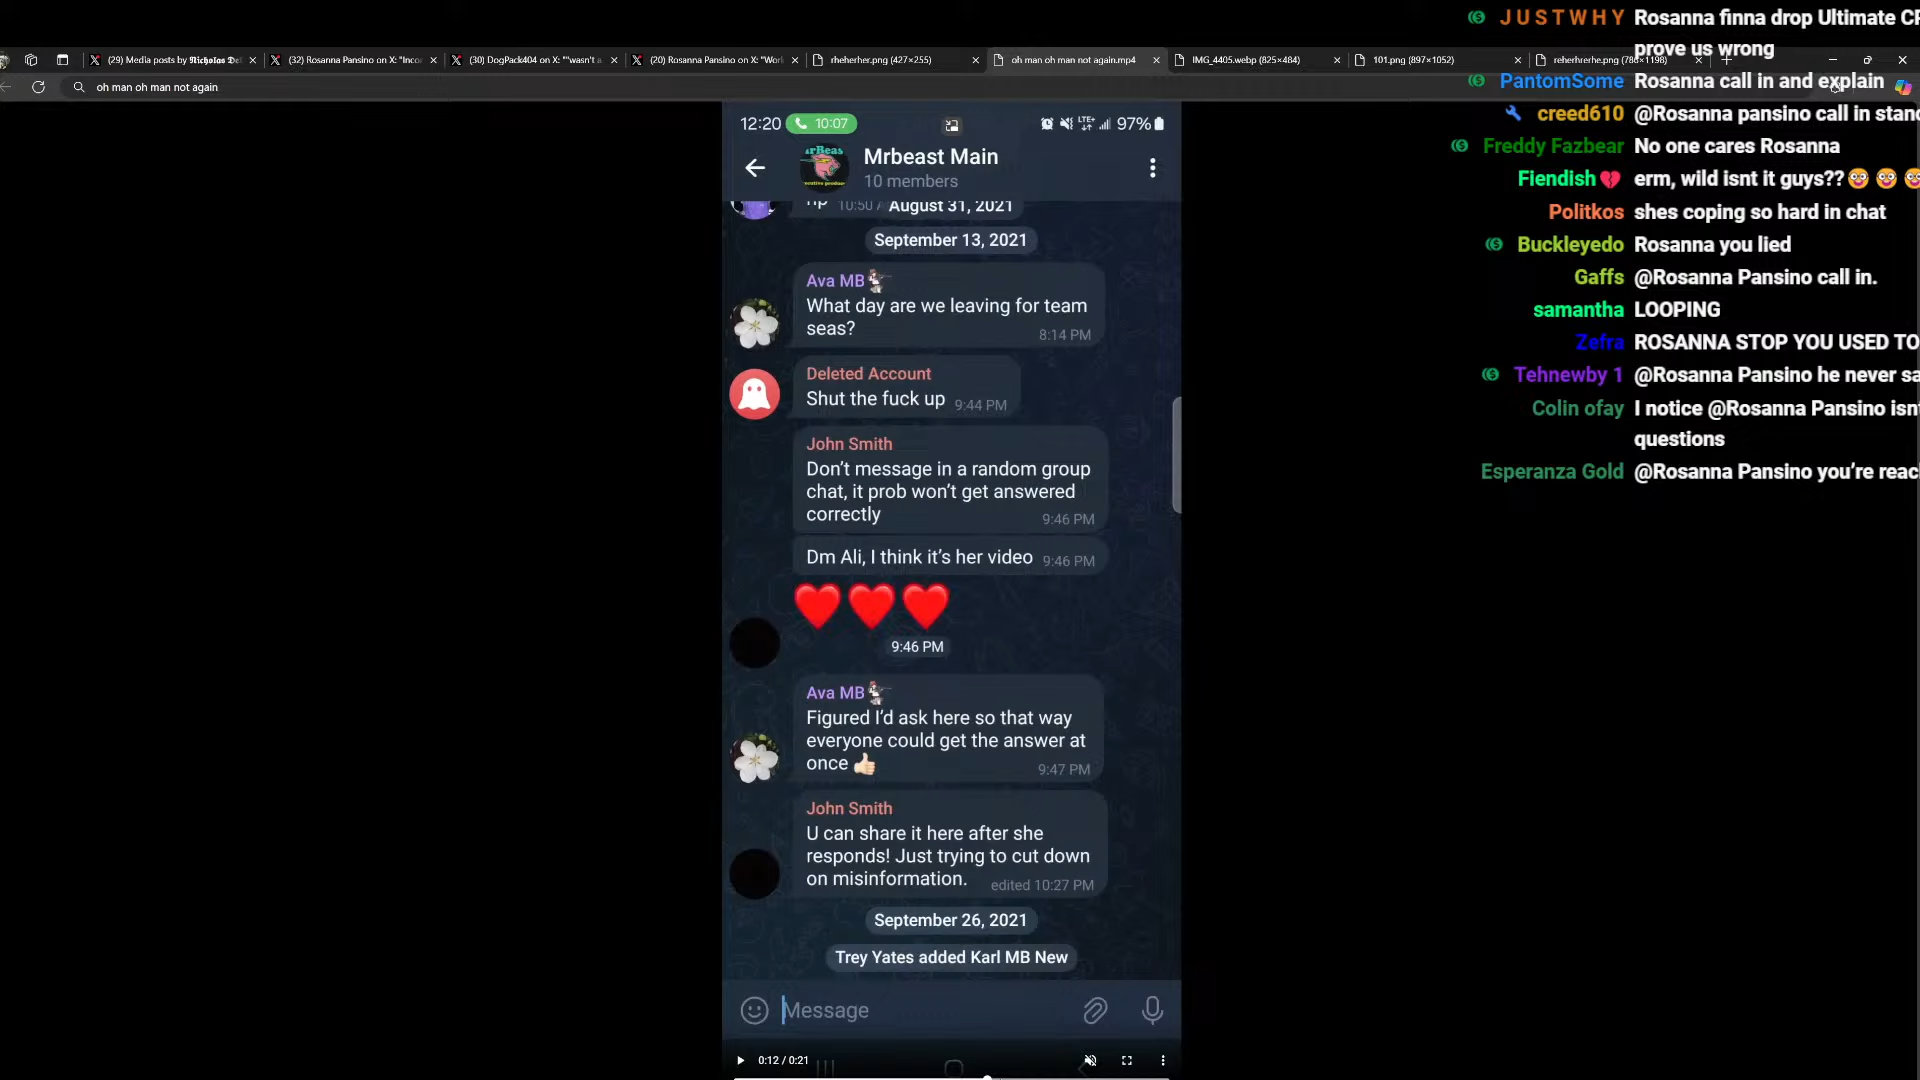 J U S T W H Y Rosanna finna drop Ultimate
prove us wrong
(29) Media posts by
(32) Rosanna Pansino on X: "Inco
(30) DogPack404 on X: ""wasn't a
(20) Rosanna Pansino on X: "Worl
rheherher.png (427×255)
oh man oh man not again.mp4
IMG_4405.webp (825×484)
101.png (897×1052)
reherhrerhe.png (786×1198)
oh man oh man not again
PantomSome Rosanna call in and explain
creed610 @Rosanna pansino call in
Freddy Fazbear No one cares Rosanna
Fiendish💔 erm, wild isnt it guys??
Politkos shes coping so hard in chat
Buckleyedo Rosanna you lied
Gaffs @Rosanna Pansino call in.
samantha LOOPING
Zefra ROSANNA STOP YOU USED TO
Tehnewby 1 @Rosanna Pansino he never
Colin ofay I notice @Rosanna Pansino
questions
Esperanza Gold @Rosanna Pansino you're
12:20 10:07 LTE+ 97%
Mrbeast Main
10 members
August 31, 2021
September 13, 2021
Ava MB
What day are we leaving for team
seas?
8:14 PM
Deleted Account
Shut the fuck up 9:44 PM
John Smith
Don't message in a random group
chat, it prob won't get answered
correctly 9:46 PM
Dm Ali, I think it's her video 9:46 PM
❤️❤️❤️
9:46 PM
Ava MB
Figured I'd ask here so that way
everyone could get the answer at
once 👍🏻 9:47 PM
John Smith
U can share it here after she
responds! Just trying to cut down
on misinformation. edited 10:27 PM
September 26, 2021
Trey Yates added Karl MB New
Message
0:12 / 0:21